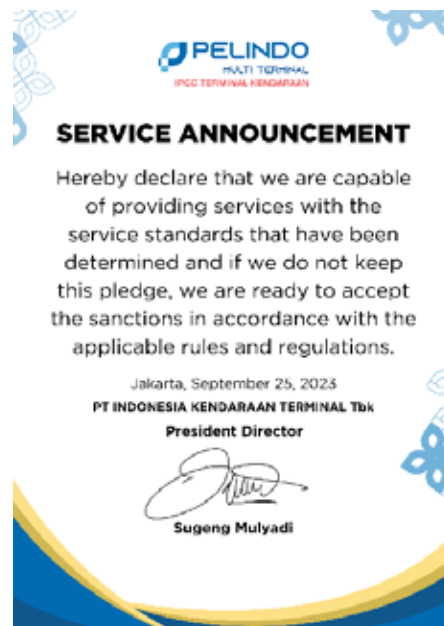 PELINDO
MULTI TERMINAL
IPCC TERMINAL KENDARAAN
SERVICE ANNOUNCEMENT
Hereby declare that we are capable
of providing services with the
service standards that have been
determined and if we do not keep
this pledge, we are ready to accept
the sanctions in accordance with the
applicable rules and regulations.
Jakarta, September 25, 2023
PT INDONESIA KENDARAAN TERMINAL Tbk
President Director
Sugeng Mulyadi